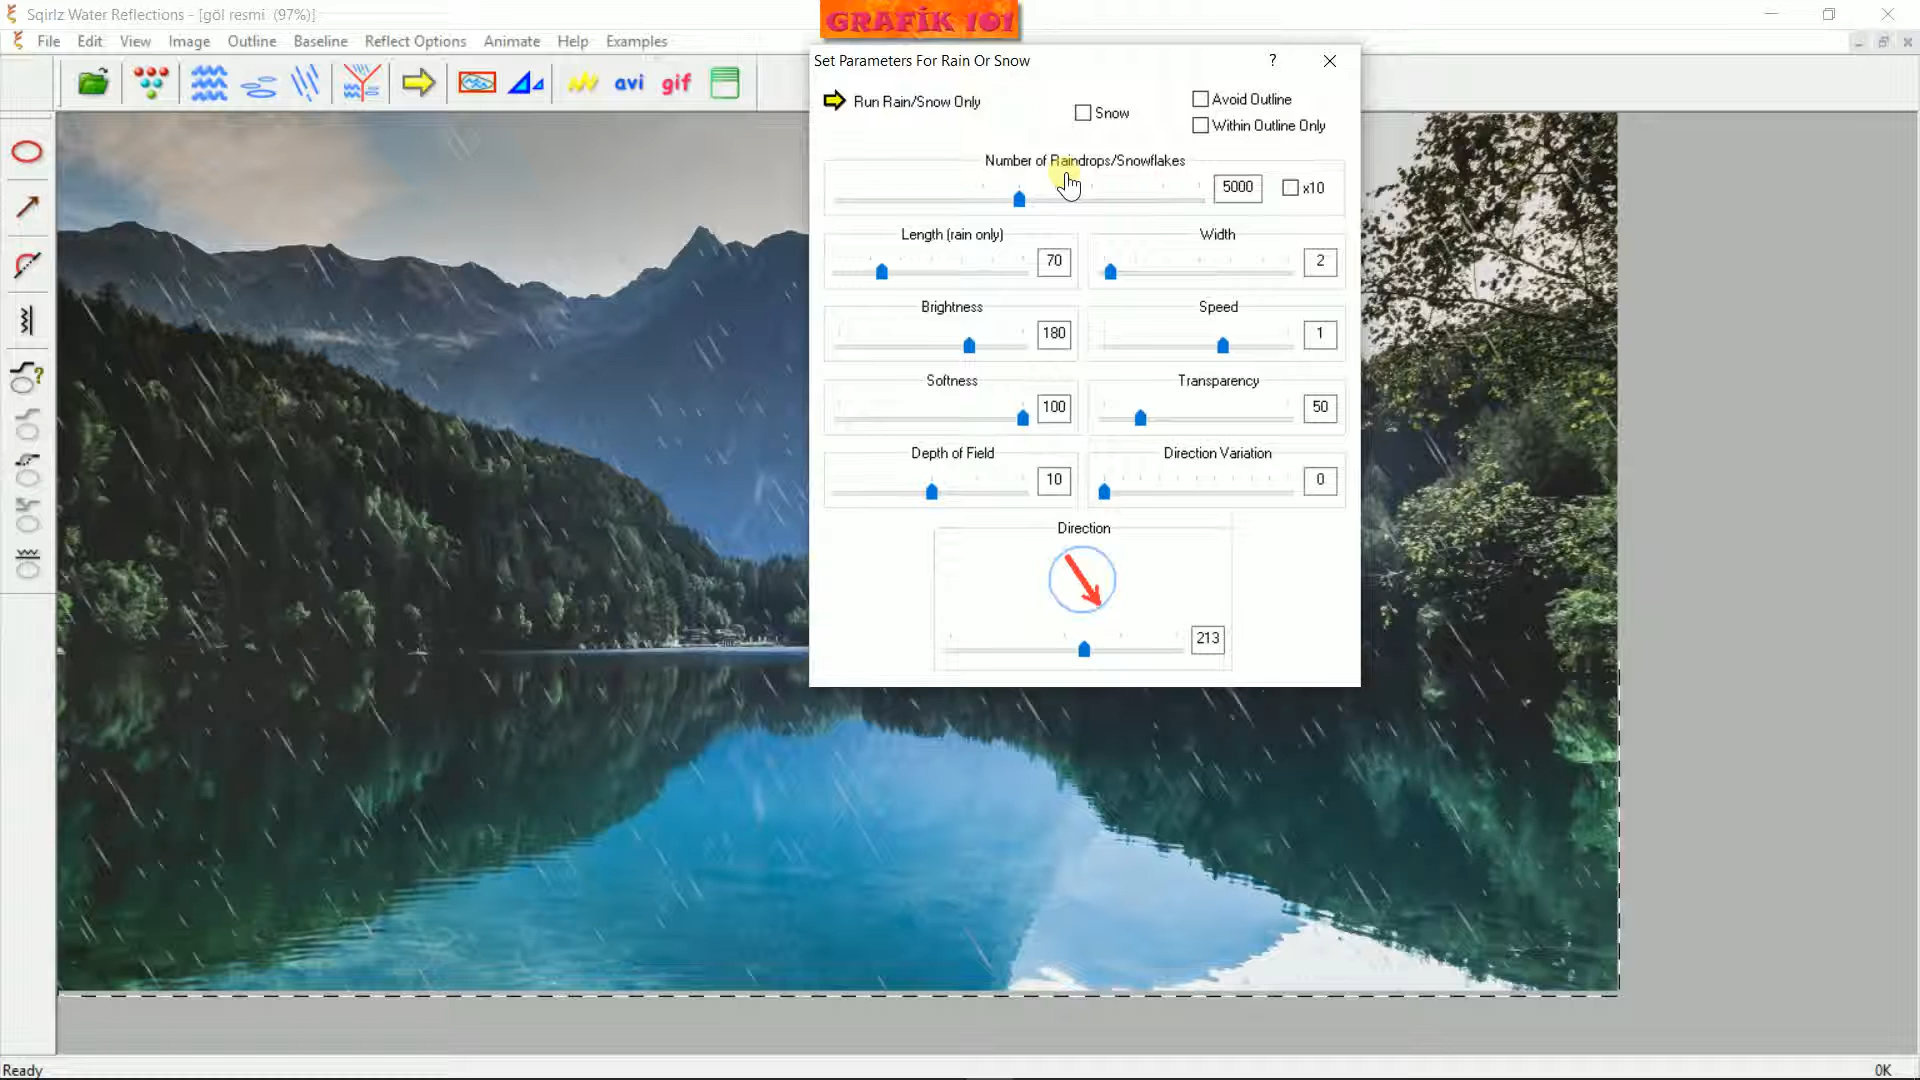 Sqirlz Water Reflections - [göl resmi (97%)]
GRAFİK 101
File Edit View Image Outline Baseline Reflect Options Animate Help Examples
avi gif
Set Parameters For Rain Or Snow ?
Run Rain/Snow Only
Snow
Avoid Outline
Within Outline Only
Number of Raindrops/Snowflakes
5000 x10
Length (rain only) Width
70 2
Brightness Speed
180 1
Softness Transparency
100 50
Depth of Field Direction Variation
10 0
Direction
213
?
Ready 0K